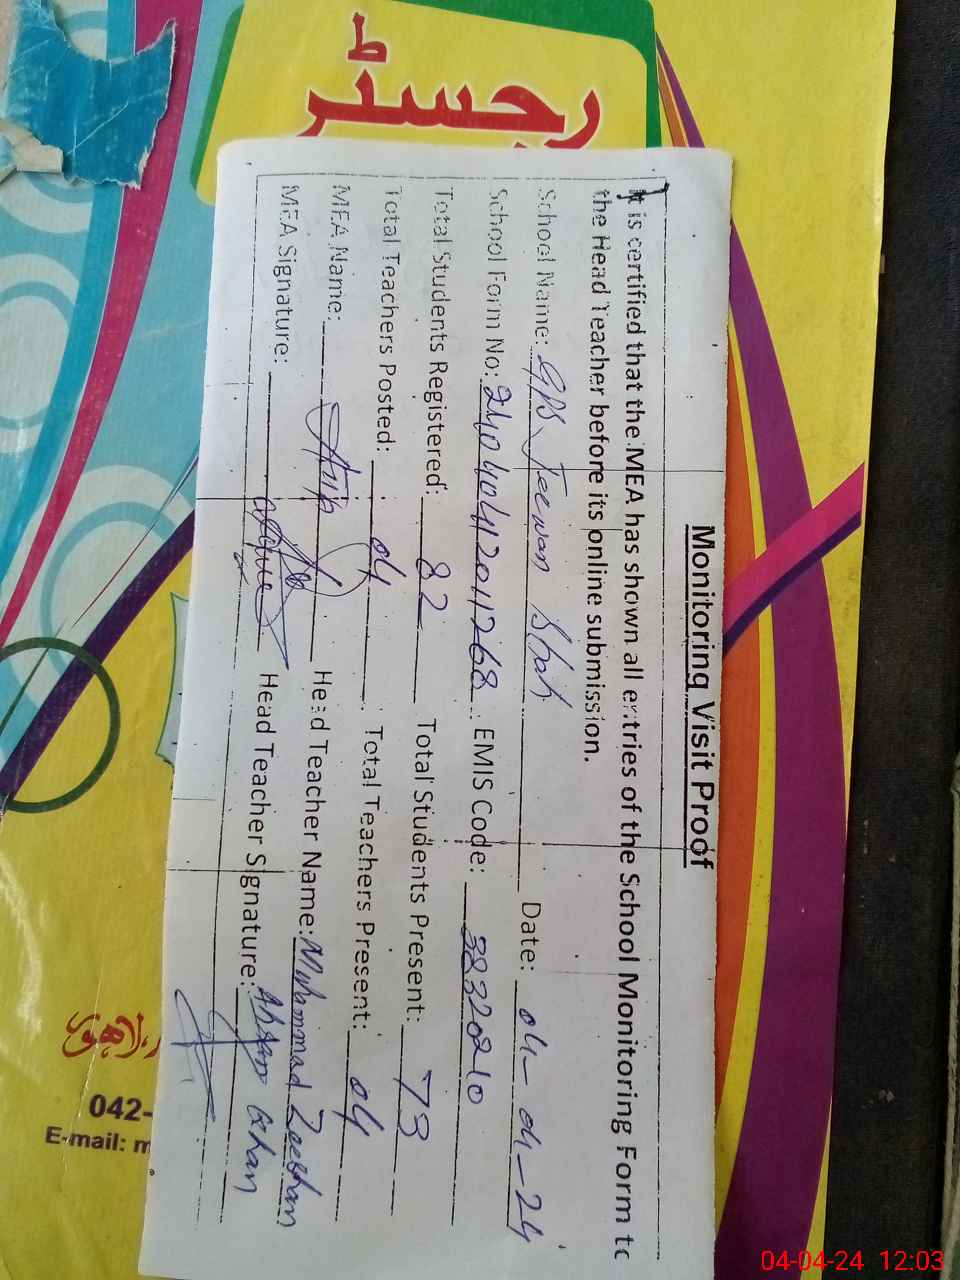 رجسٹر
Monitoring Visit Proof
It is certified that the MEA has shown all entries of the School Monitoring Form to
the Head Teacher before its online submission.
School Name: GPS Jeewan Shah Date: 04-04-24
School Form No: EMIS Code:
Total Students Registered: 82 Total Students Present: 73
Total Teachers Posted: 04 Total Teachers Present: 04
MEA Name: Head Teacher Name: Muhammad Zeeshan
MEA Signature: Head Teacher Signature: Ahsan Khan
لاہور
042-
E-mail: m
04-04-24 12:03